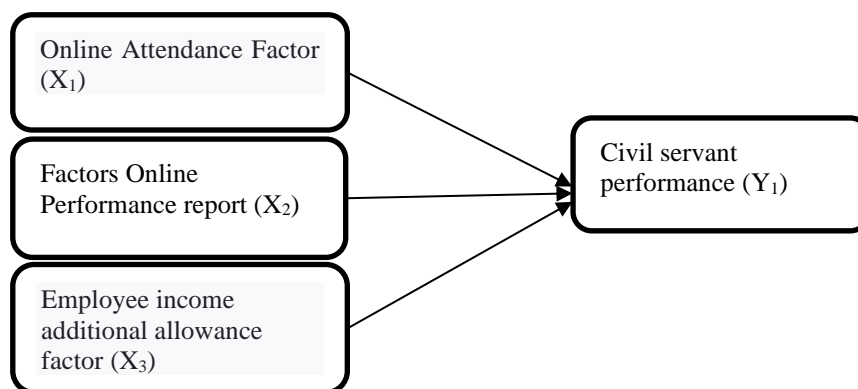 Online Attendance Factor
(X₁)
Factors Online
Performance report (X₂)
Employee income
additional allowance
factor (X₃)
Civil servant
performance (Y₁)